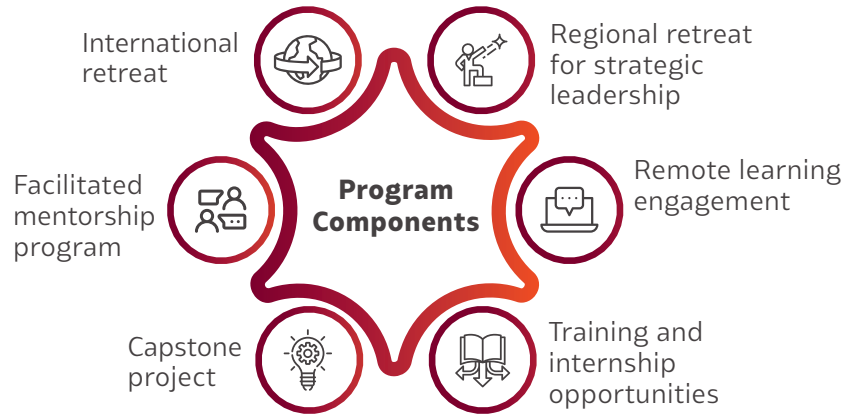 International
retreat
Regional retreat
for strategic
leadership
Facilitated
mentorship
program
Program
Components
Remote learning
engagement
Capstone
project
Training and
internship
opportunities